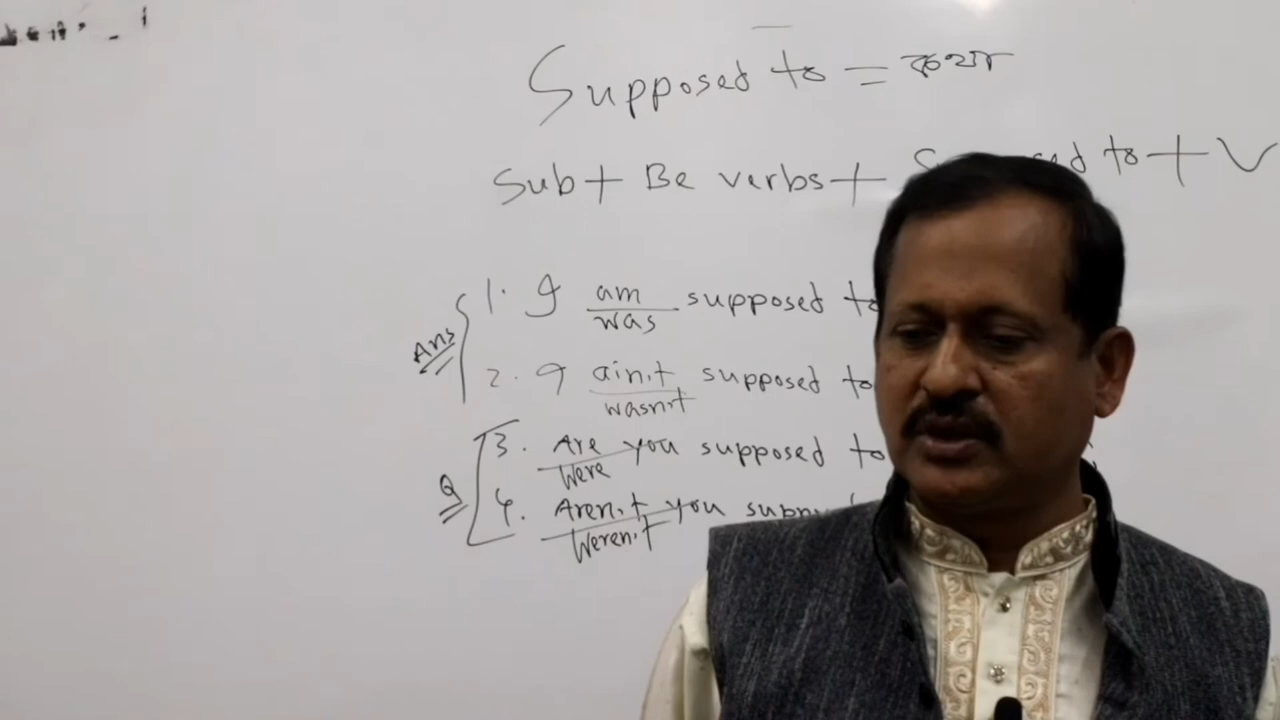 Supposed to = কথা
Sub + Be verbs + Supposed to + V
Ans
1. I am/was supposed to
2. I ain't/wasn't supposed to
Q
3. Are/Were you supposed to
4. Aren't/Weren't you